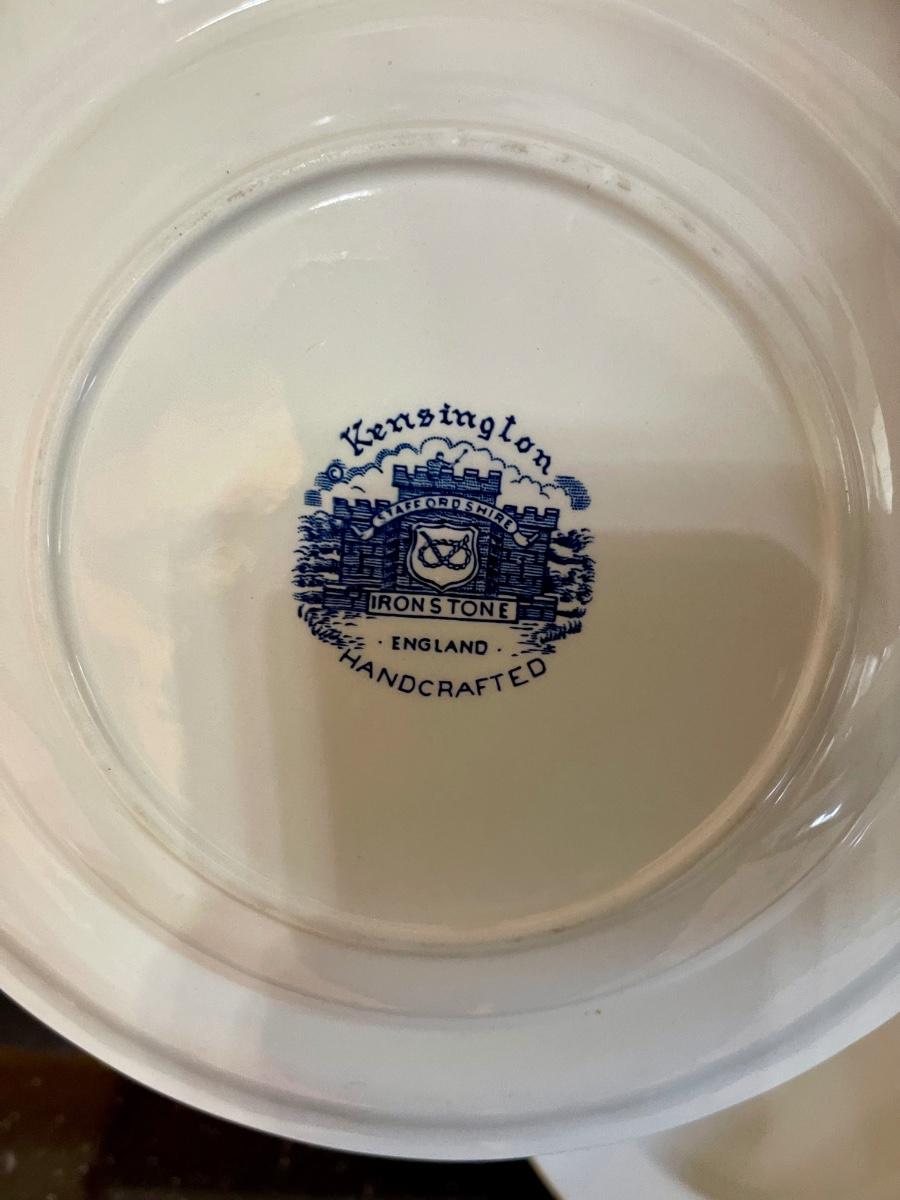 © Kensington
STAFFORDSHIRE
IRONSTONE
· ENGLAND ·
HANDCRAFTED